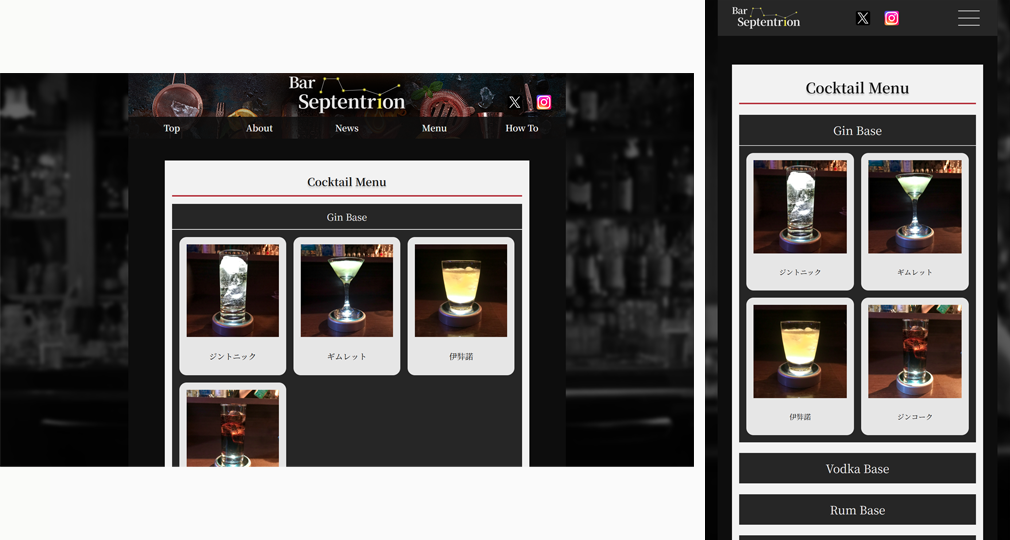 Bar
Septentrion
Top About News Menu How To
Cocktail Menu
Gin Base
ジントニック ギムレット 伊弉諾
Bar
Septentrion
Cocktail Menu
Gin Base
ジントニック ギムレット
伊弉諾 ジンコーク
Vodka Base
Rum Base